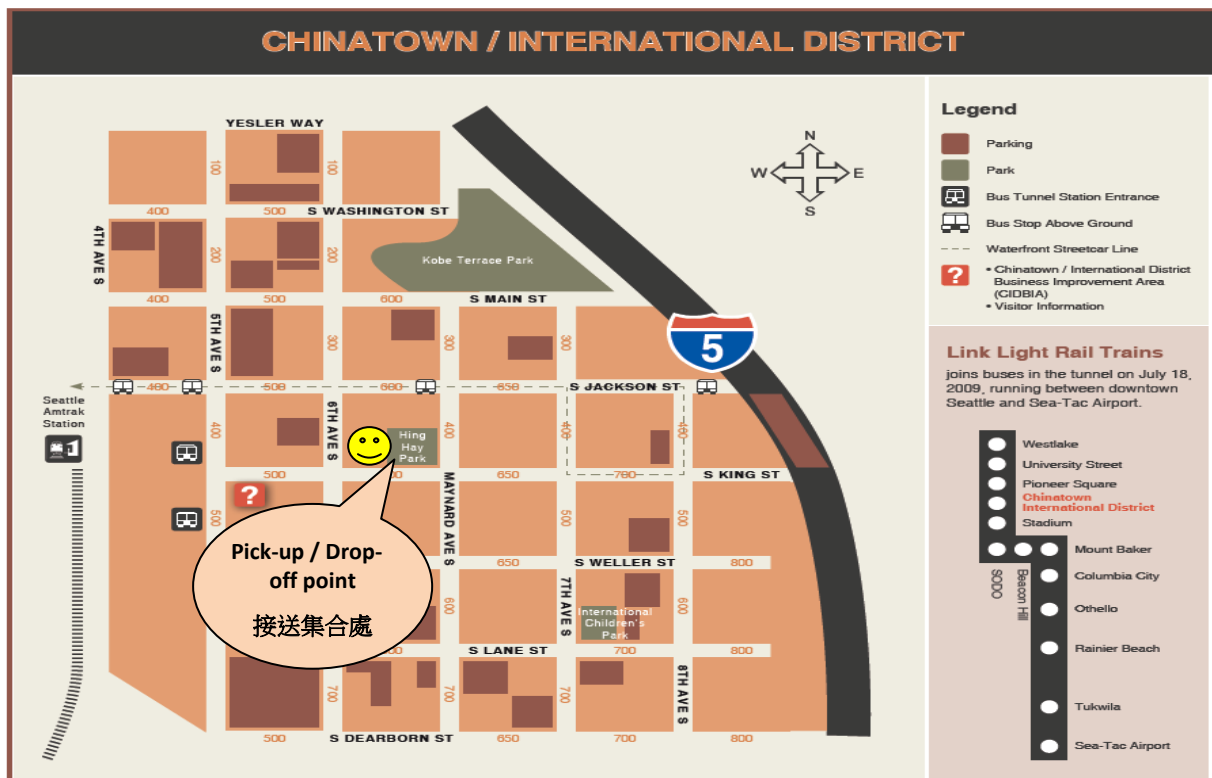 CHINATOWN / INTERNATIONAL DISTRICT
YESLER WAY
100
100
400
500
S WASHINGTON ST
4TH AVE S
200
200
Kobe Terrace Park
400
500
600
S MAIN ST
5TH AVE S
300
300
300
5
400
500
600
650
S JACKSON ST
Seattle
Amtrak
Station
400
6TH AVE S
Hing
Hay
Park
400
400
400
500
650
700
S KING ST
?
500
MAYNARD AVE S
500
500
Pick-up / Drop-
off point
接送集合處
650
S WELLER ST
800
600
7TH AVE S
International
Children's
Park
600
S LANE ST
700
800
700
700
700
8TH AVE S
500
S DEARBORN ST
650
700
800
N
W
E
S
Legend
Parking
Park
Bus Tunnel Station Entrance
Bus Stop Above Ground
Waterfront Streetcar Line
?
• Chinatown / International District
Business Improvement Area
(CIDBIA)
• Visitor Information
Link Light Rail Trains
joins buses in the tunnel on July 18,
2009, running between downtown
Seattle and Sea-Tac Airport.
Westlake
University Street
Pioneer Square
Chinatown
International District
Stadium
SODO
Beacon Hill
Mount Baker
Columbia City
Othello
Rainier Beach
Tukwila
Sea-Tac Airport